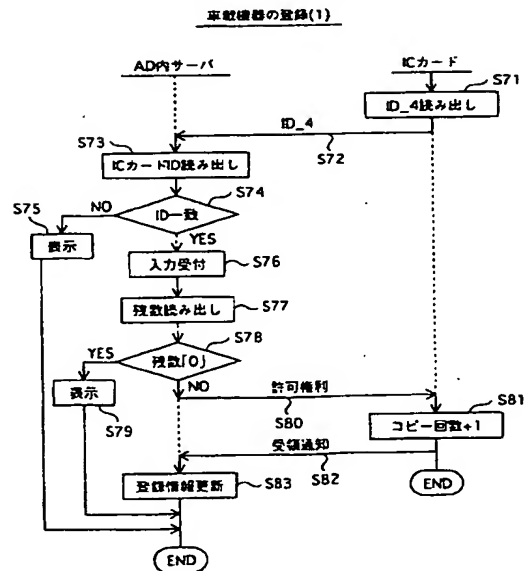 車載機器の登録(1)
AD内サーバ
ICカード
S71
ID_4読み出し
ID_4
S72
S73
ICカードID読み出し
S74
ID一致
NO
S75
表示
YES
入力受付
S76
残数読み出し
S77
S78
残数「0」
YES
表示
S79
NO
許可権利
S80
S81
コピー回数+1
受領通知
S82
END
登録情報更新
S83
END